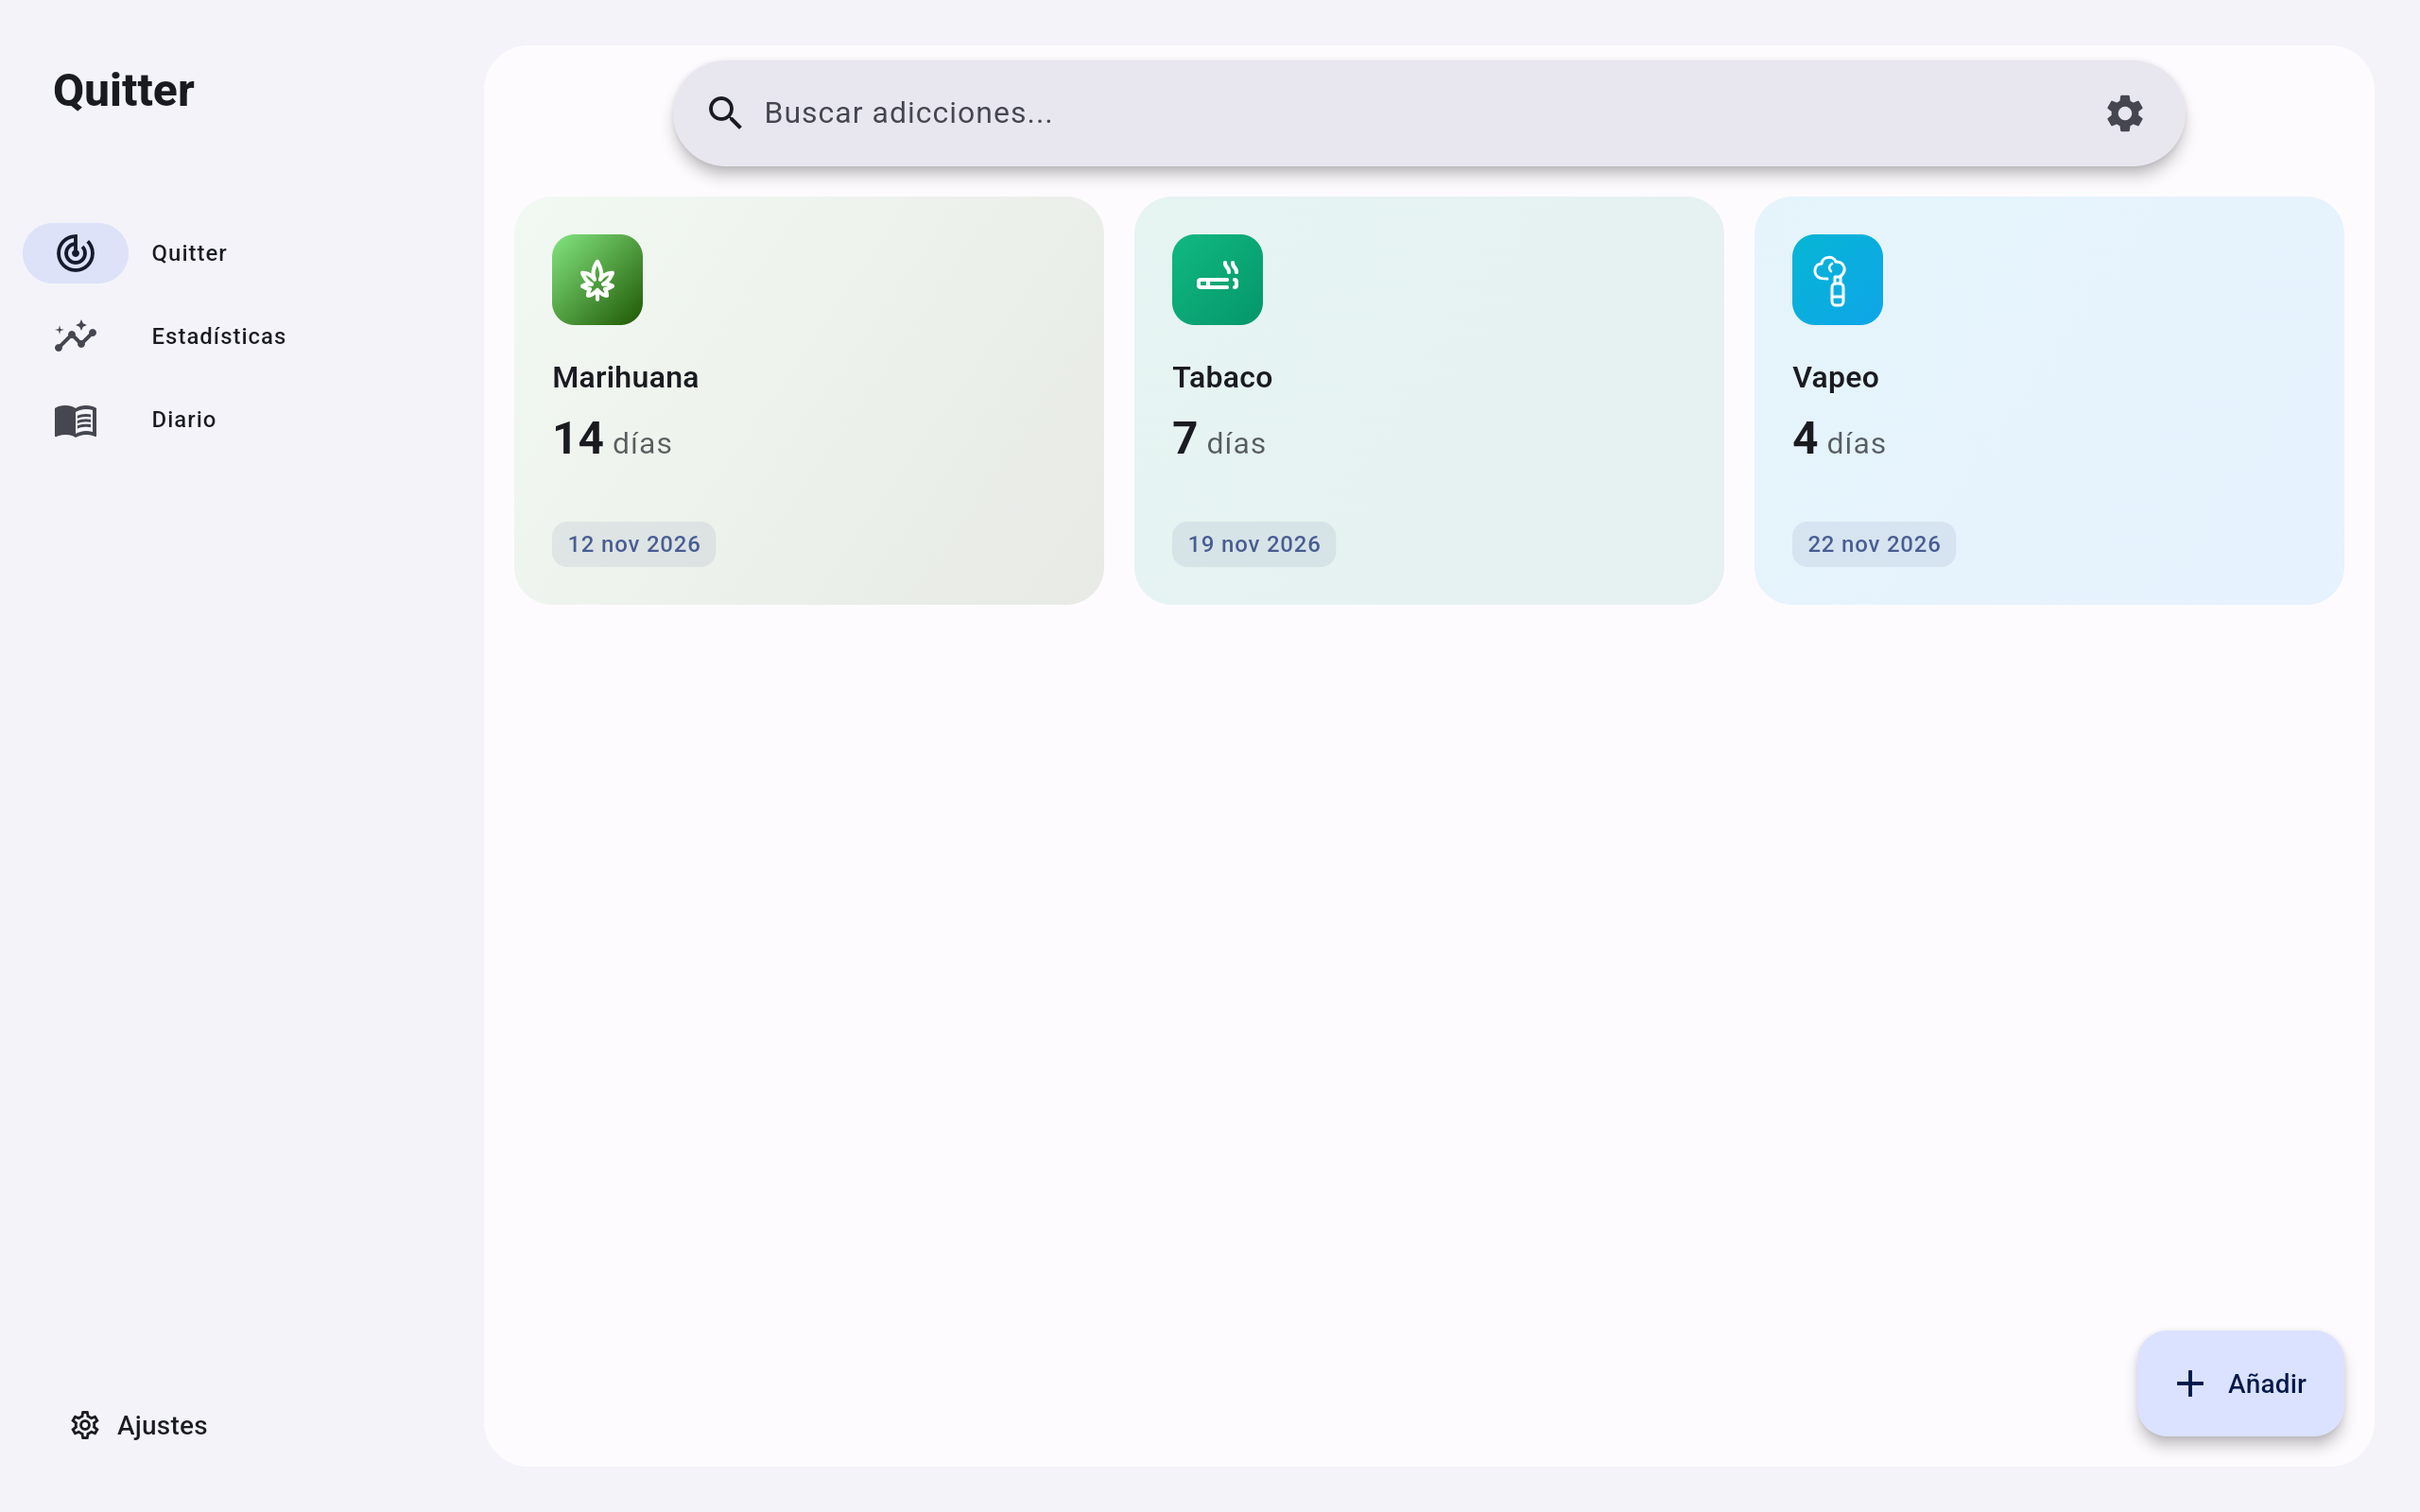 Quitter
Quitter
Estadísticas
Diario
Ajustes
Buscar adicciones...
Marihuana
14 días
12 nov 2026
Tabaco
7 días
19 nov 2026
Vapeo
4 días
22 nov 2026
Añadir